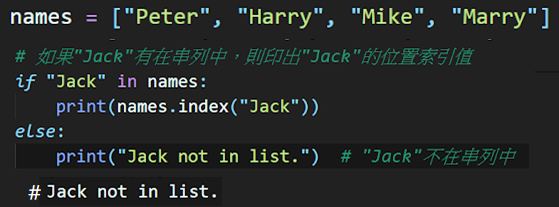 names = ["Peter", "Harry", "Mike", "Marry"]
# 如果"Jack"有在串列中，則印出"Jack"的位置索引值
if "Jack" in names:
    print(names.index("Jack"))
else:
    print("Jack not in list.")  # "Jack"不在串列中
# Jack not in list.